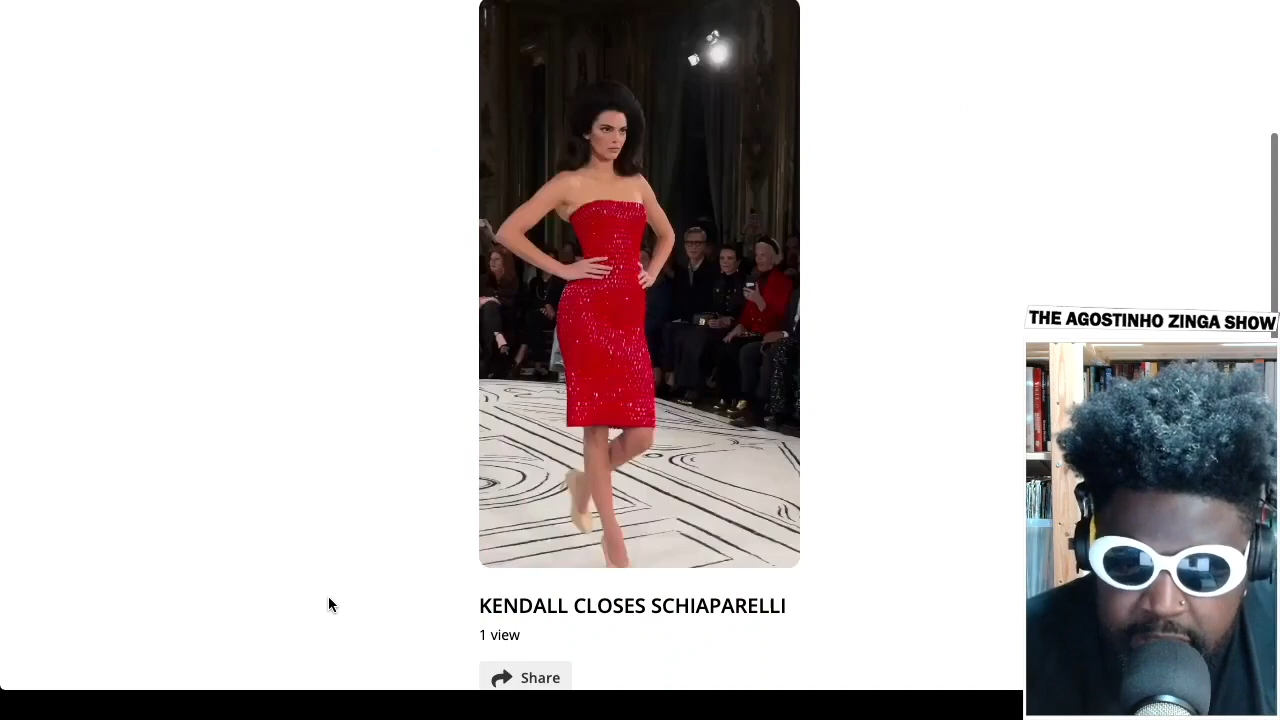 THE AGOSTINHO ZINGA SHOW
KENDALL CLOSES SCHIAPARELLI
1 view
Share